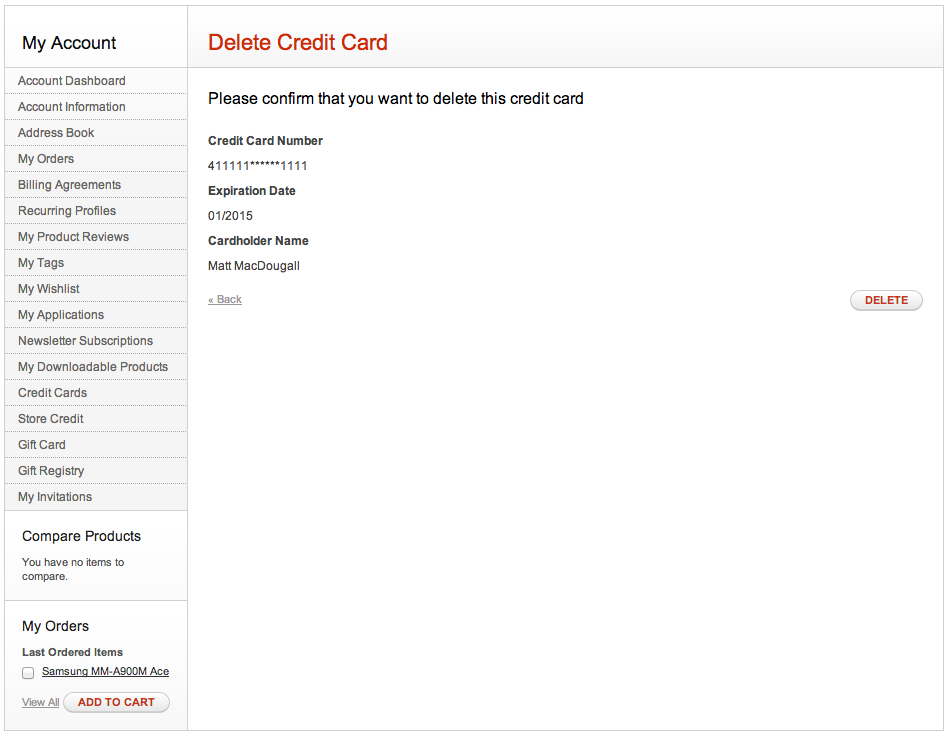 My Account
Account Dashboard
Account Information
Address Book
My Orders
Billing Agreements
Recurring Profiles
My Product Reviews
My Tags
My Wishlist
My Applications
Newsletter Subscriptions
My Downloadable Products
Credit Cards
Store Credit
Gift Card
Gift Registry
My Invitations
Compare Products
You have no items to
compare.
My Orders
Last Ordered Items
Samsung MM-A900M Ace
View All ADD TO CART
Delete Credit Card
Please confirm that you want to delete this credit card
Credit Card Number
411111******1111
Expiration Date
01/2015
Cardholder Name
Matt MacDougall
« Back
DELETE